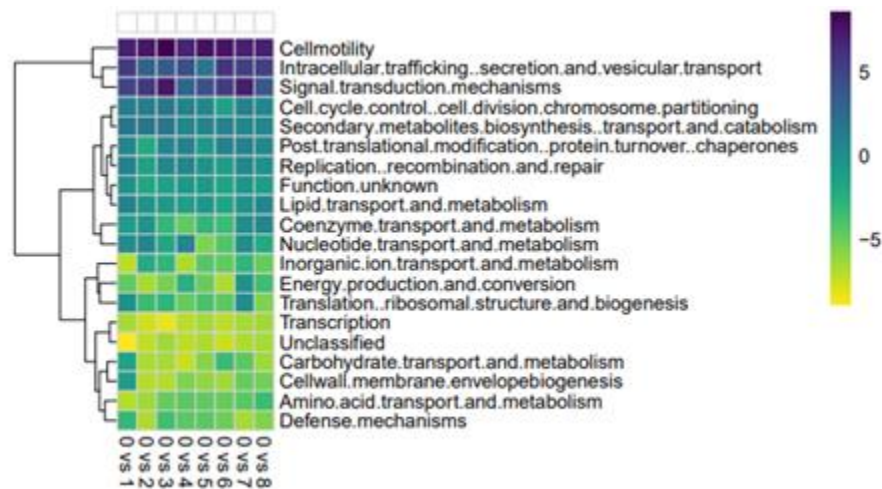 Cellmotility
Intracellular.trafficking..secretion.and.vesicular.transport
Signal.transduction.mechanisms
Cell.cycle.control..cell.division.chromosome.partitioning
Secondary.metabolites.biosynthesis..transport.and.catabolism
Post.translational.modification..protein.turnover..chaperones
Replication..recombination.and.repair
Function.unknown
Lipid.transport.and.metabolism
Coenzyme.transport.and.metabolism
Nucleotide.transport.and.metabolism
Inorganic.ion.transport.and.metabolism
Energy.production.and.conversion
Translation..ribosomal.structure.and.biogenesis
Transcription
Unclassified
Carbohydrate.transport.and.metabolism
Cellwall.membrane.envelopebiogenesis
Amino.acid.transport.and.metabolism
Defense.mechanisms
0 vs 1
0 vs 2
0 vs 3
0 vs 4
0 vs 5
0 vs 6
0 vs 7
0 vs 8
5
0
−5